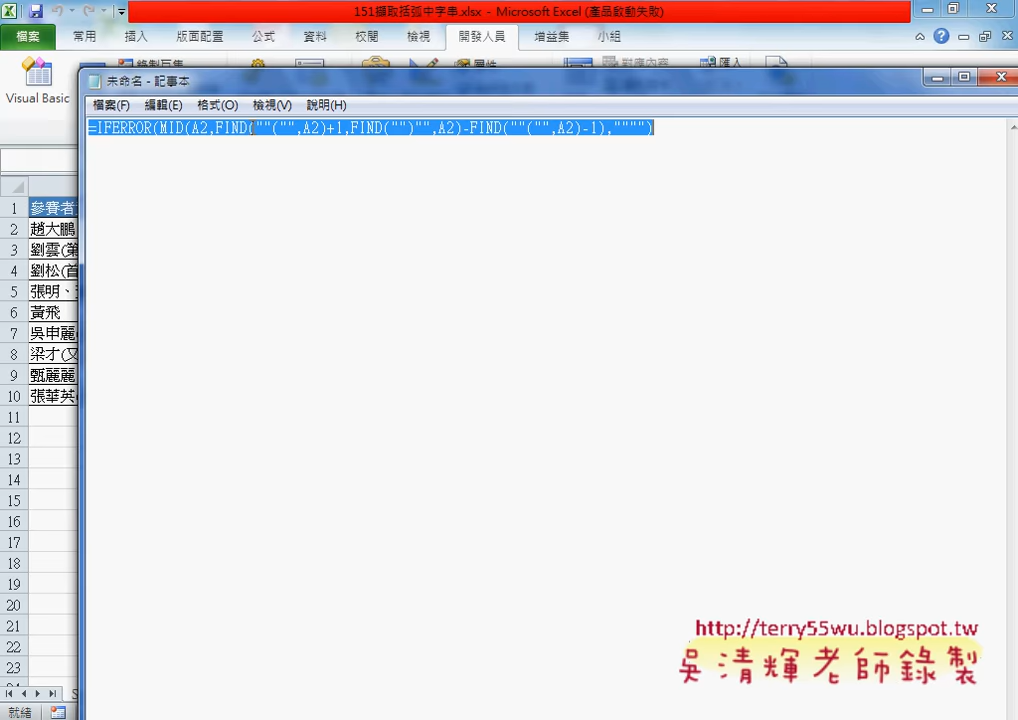 151擷取括弧中字串.xlsx - Microsoft Excel (產品啟動失敗)
檔案 常用 插入 版面配置 公式 資料 校閱 檢視 開發人員 增益集 小組
Visual Basic
未命名 - 記事本
檔案(F) 編輯(E) 格式(O) 檢視(V) 說明(H)
=IFERROR(MID(A2,FIND(""("",A2)+1,FIND("")"",A2)-FIND(""("",A2)-1),"""")
1 參賽者
2 趙大鵬
3 劉雲(第
4 劉松(首
5 張明、
6 黃飛
7 吳申麗
8 梁才(又
9 甄麗麗
10 張華英
11
12
13
14
15
16
17
18
19
20
21
22
23
http://terry55wu.blogspot.tw
吳清輝老師錄製
就緒